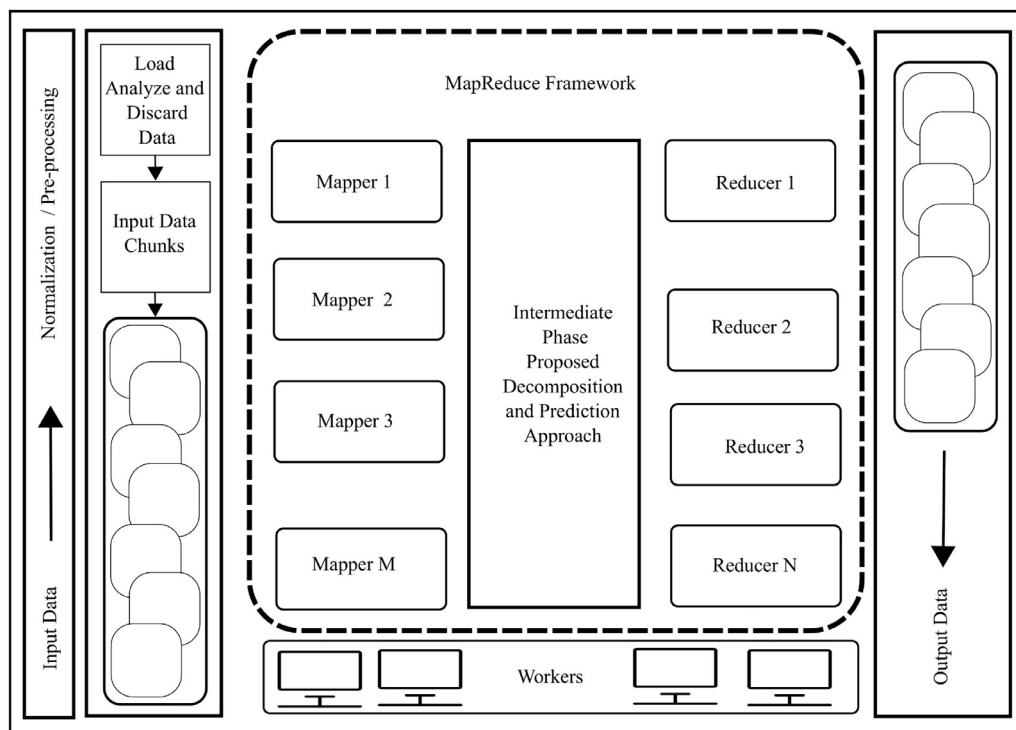 Normalization / Pre-processing
Input Data
Load
Analyze and
Discard
Data
Input Data
Chunks
MapReduce Framework
Mapper 1
Mapper 2
Mapper 3
Mapper M
Intermediate
Phase
Proposed
Decomposition
and Prediction
Approach
Reducer 1
Reducer 2
Reducer 3
Reducer N
Workers
Output Data